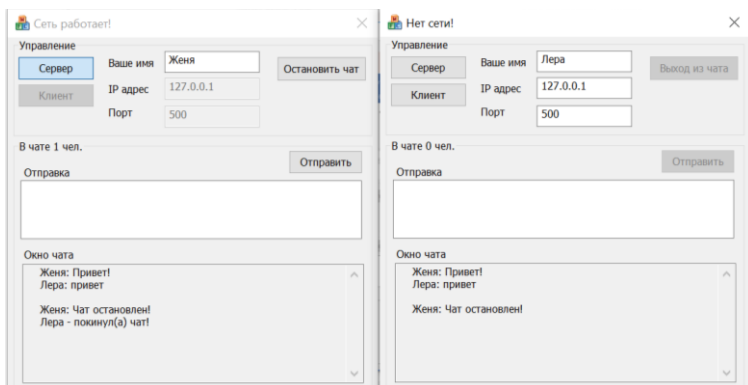 Сеть работает!
Управление
Сервер
Ваше имя
Женя
Остановить чат
Клиент
IP адрес
127.0.0.1
Порт
500
В чате 1 чел.
Отправить
Отправка
Окно чата
Женя: Привет!
Лера: привет
Женя: Чат остановлен!
Лера - покинул(а) чат!
Нет сети!
Управление
Сервер
Ваше имя
Лера
Выход из чата
Клиент
IP адрес
127.0.0.1
Порт
500
В чате 0 чел.
Отправить
Отправка
Окно чата
Женя: Привет!
Лера: привет
Женя: Чат остановлен!